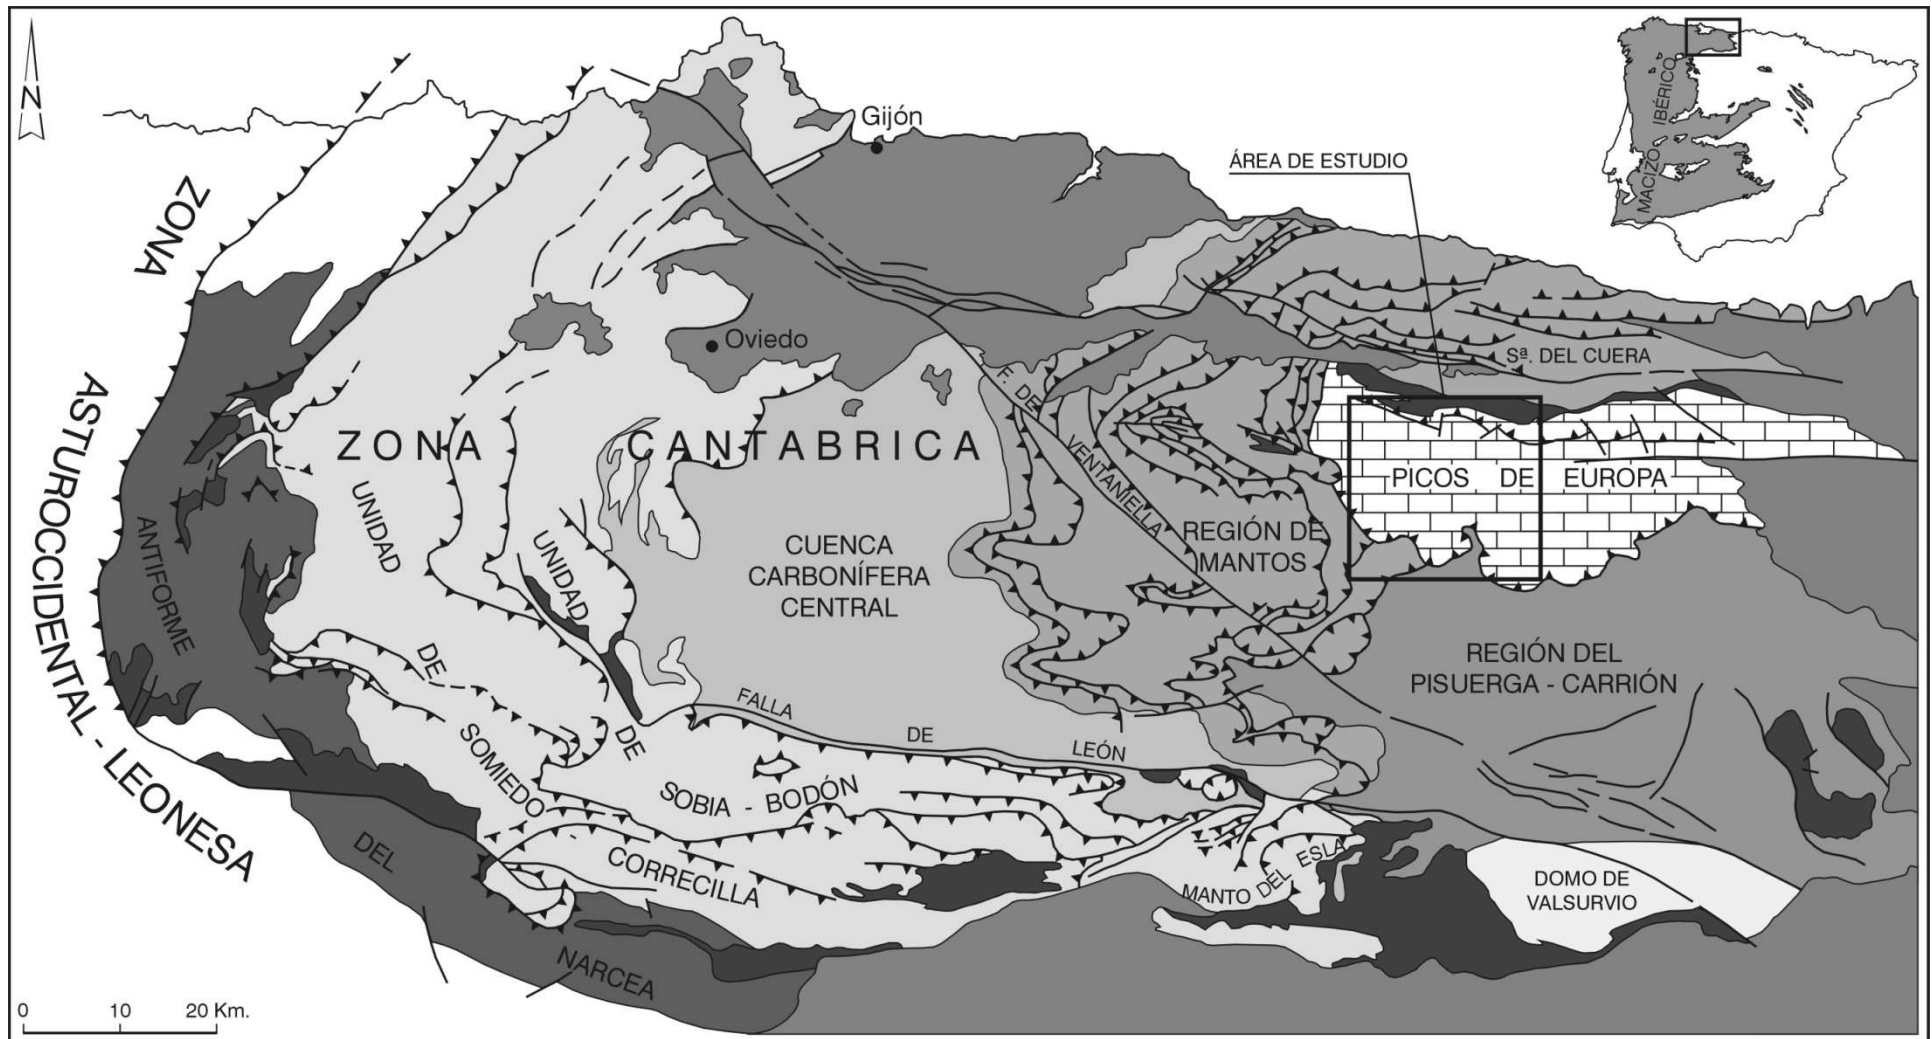 N
Gijón
ÁREA DE ESTUDIO
MACIZO IBÉRICO
ZONA
ASTUROCCIDENTAL - LEONESA
Oviedo
Sª. DEL CUERA
ZONA CANTABRICA
F. DE VENTANIELLA
PICOS DE EUROPA
UNIDAD DE SOMIEDO - CORRECILLA
UNIDAD DE SOBIA - BODÓN
CUENCA
CARBONÍFERA
CENTRAL
REGIÓN DE
MANTOS
ANTIFORME DEL NARCEA
REGIÓN DEL
PISUERGA - CARRIÓN
FALLA DE LEÓN
MANTO DEL ESLA
DOMO DE
VALSURVIO
0 10 20 Km.